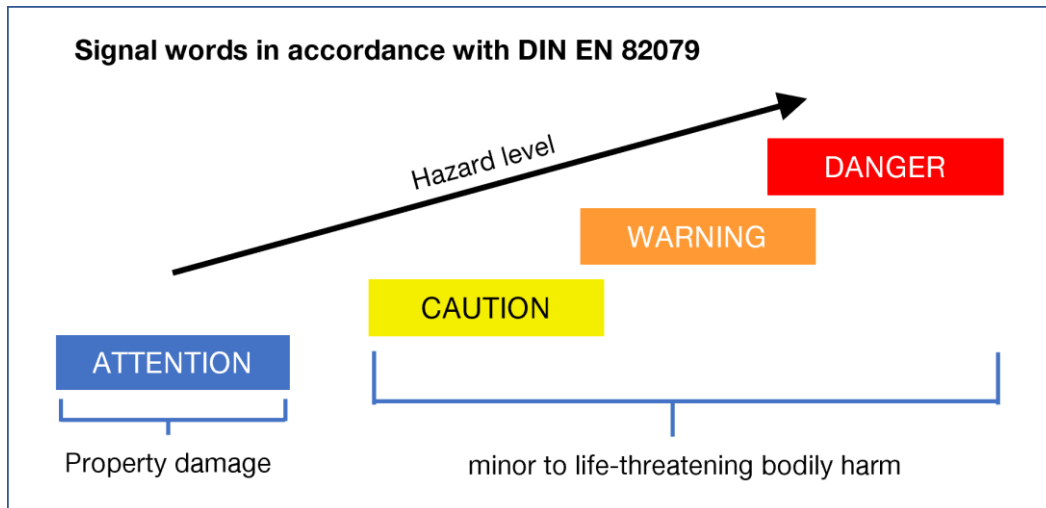 Signal words in accordance with DIN EN 82079
Hazard level
DANGER
WARNING
CAUTION
ATTENTION
Property damage
minor to life-threatening bodily harm